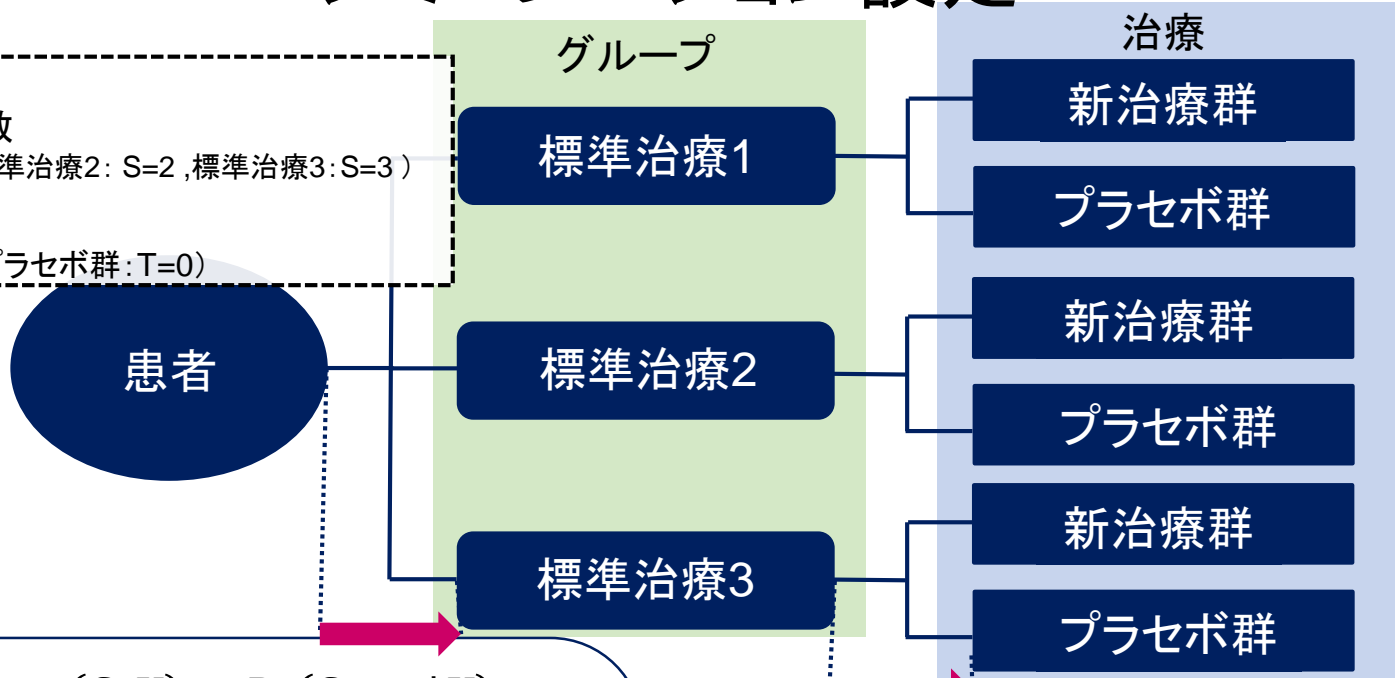 グループ
治療
数
準治療2： S=2 ,標準治療3：S=3 ）
プラセボ群：T=0）
患者
標準治療1
新治療群
プラセボ群
標準治療2
新治療群
プラセボ群
標準治療3
新治療群
プラセボ群